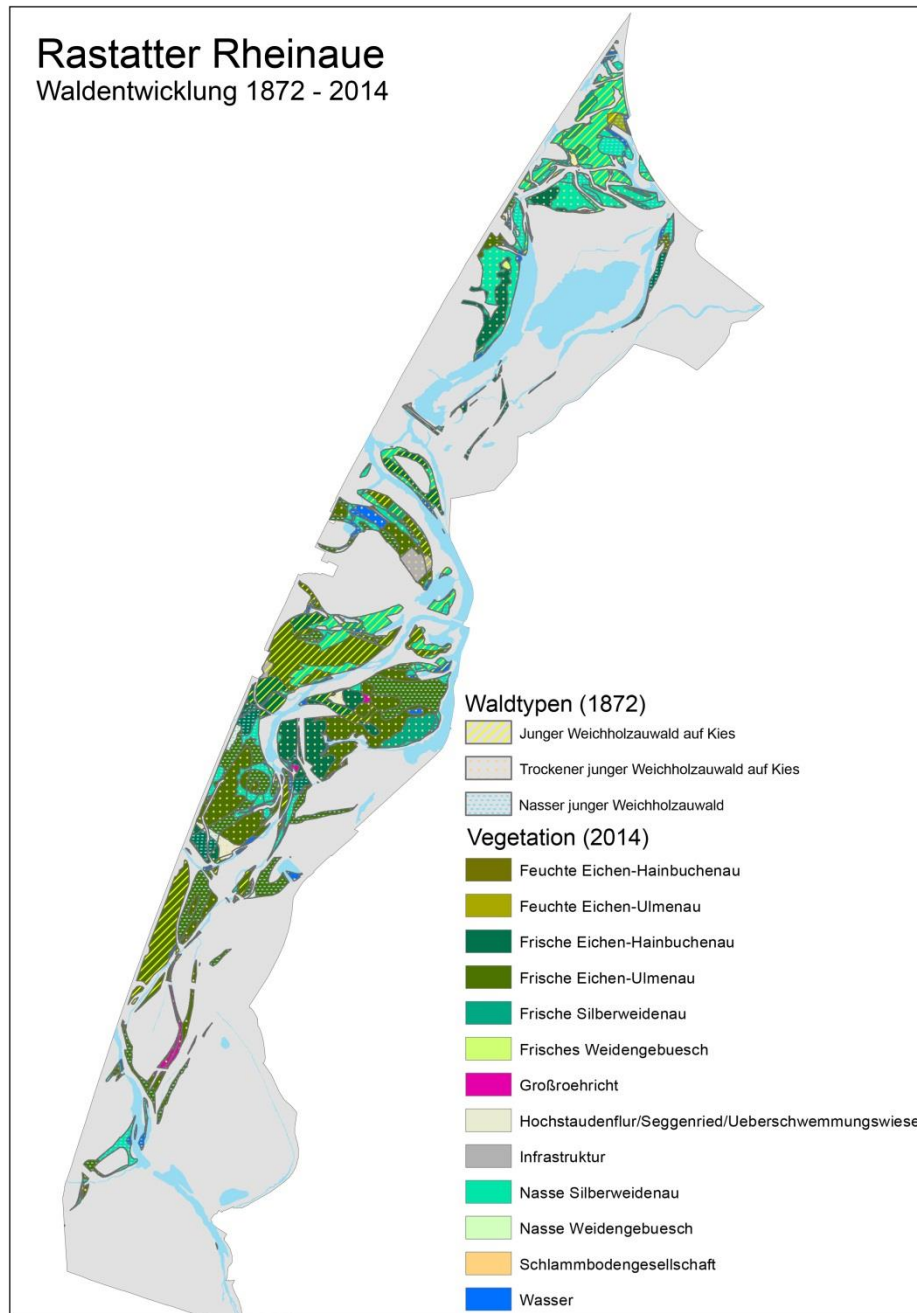 Rastatter Rheinaue
Waldentwicklung 1872 - 2014
Waldtypen (1872)
Junger Weichholzauwald auf Kies
Trockener junger Weichholzauwald auf Kies
Nasser junger Weichholzauwald
Vegetation (2014)
Feuchte Eichen-Hainbuchenau
Feuchte Eichen-Ulmenau
Frische Eichen-Hainbuchenau
Frische Eichen-Ulmenau
Frische Silberweidenau
Frisches Weidengebuesch
Großroehricht
Hochstaudenflur/Seggenried/Ueberschwemmungswiese
Infrastruktur
Nasse Silberweidenau
Nasse Weidengebuesch
Schlammbodengesellschaft
Wasser